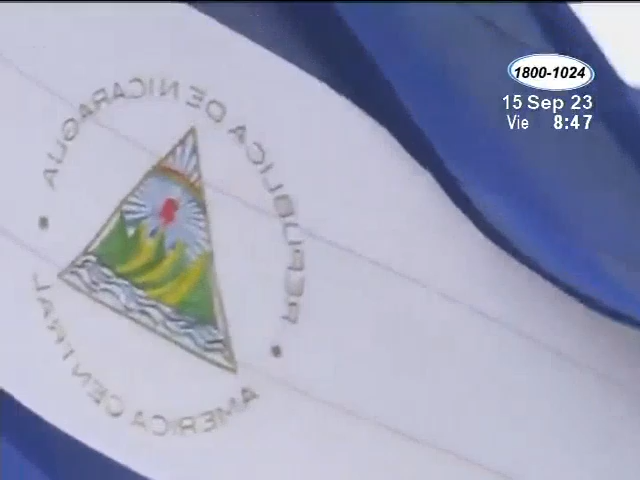 1800-1024
15 Sep 23
Vie 8:47
REPUBLICA DE NICARAGUA
AMERICA CENTRAL